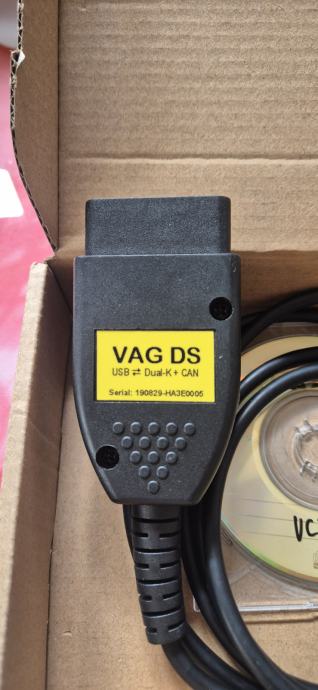 VAG DS
USB ⇄ Dual-K + CAN
Serial: 190829-HA3E0005